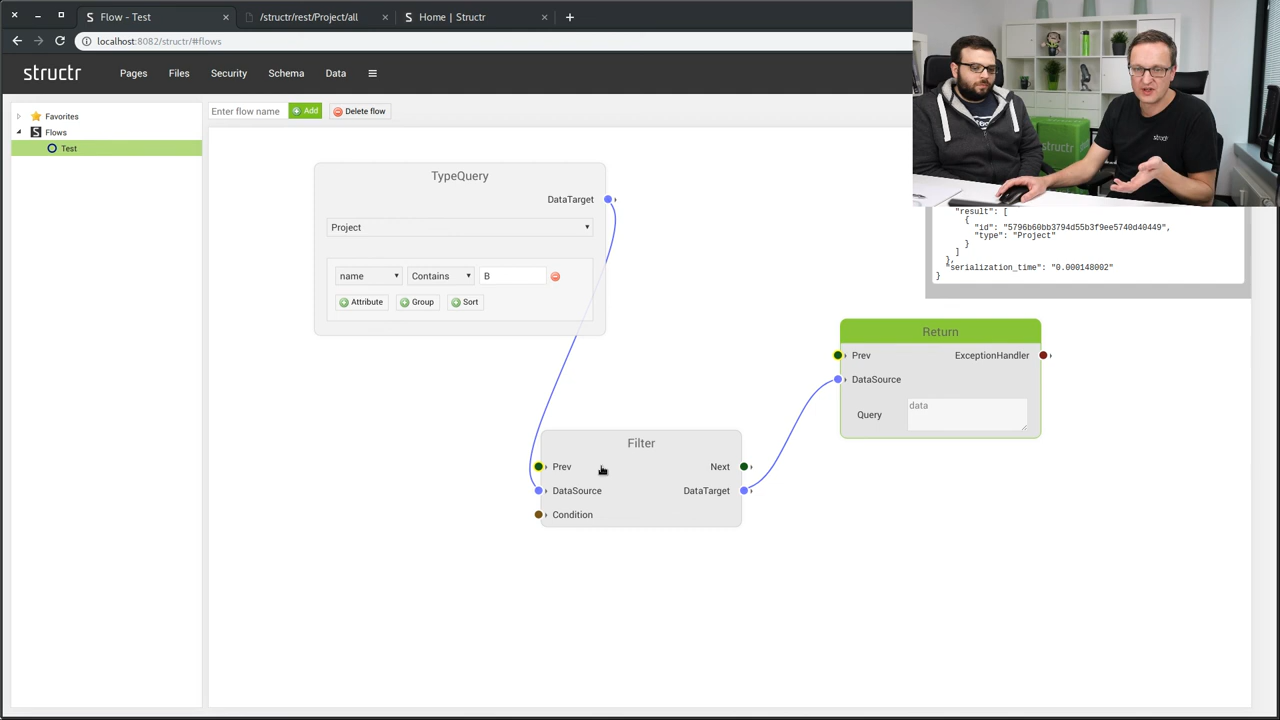 Flow - Test
/structr/rest/Project/all
Home | Structr
localhost:8082/structr/#flows
structr
Pages
Files
Security
Schema
Data
Favorites
Flows
Test
Enter flow name
Add
Delete flow
TypeQuery
DataTarget
Project
name
Contains
B
Attribute
Group
Sort
structr
structr
"result": [
{
"id": "5796b60bb3794d55b3f9ee5740d40449",
"type": "Project"
}
]
},
"serialization_time": "0.000148002"
}
Return
Prev
ExceptionHandler
DataSource
Query
data
Filter
Prev
Next
DataSource
DataTarget
Condition